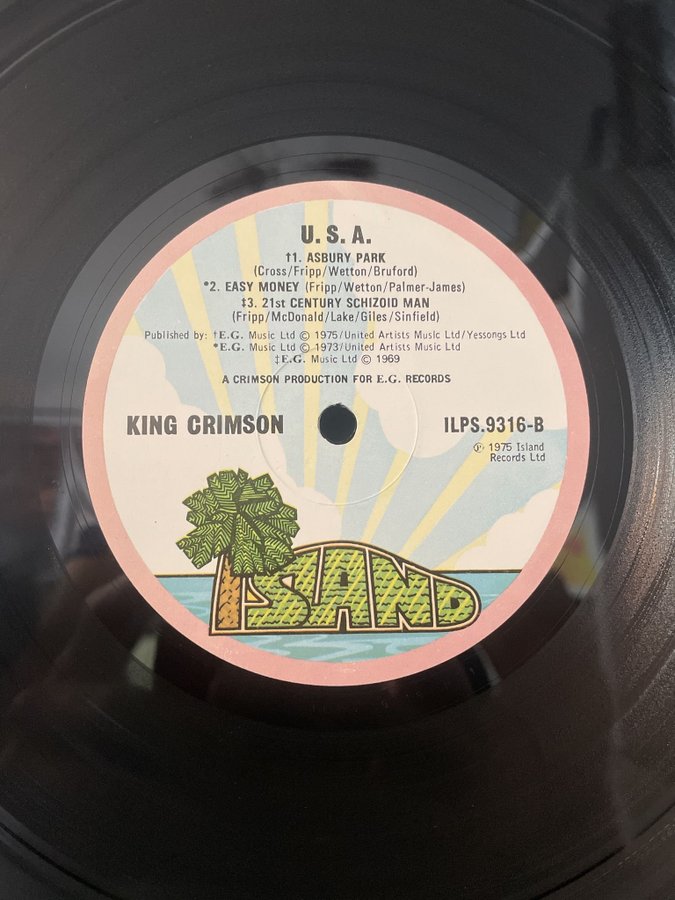 U. S. A.
†1. ASBURY PARK
(Cross/Fripp/Wetton/Bruford)
*2. EASY MONEY (Fripp/Wetton/Palmer-James)
‡3. 21st CENTURY SCHIZOID MAN
(Fripp/McDonald/Lake/Giles/Sinfield)
Published by: †E.G. Music Ltd © 1975/United Artists Music Ltd/Yessongs Ltd
*E.G. Music Ltd © 1973/United Artists Music Ltd
‡E.G. Music Ltd © 1969
A CRIMSON PRODUCTION FOR E.G. RECORDS
KING CRIMSON
ILPS.9316-B
℗ 1975 Island
Records Ltd
ISLAND